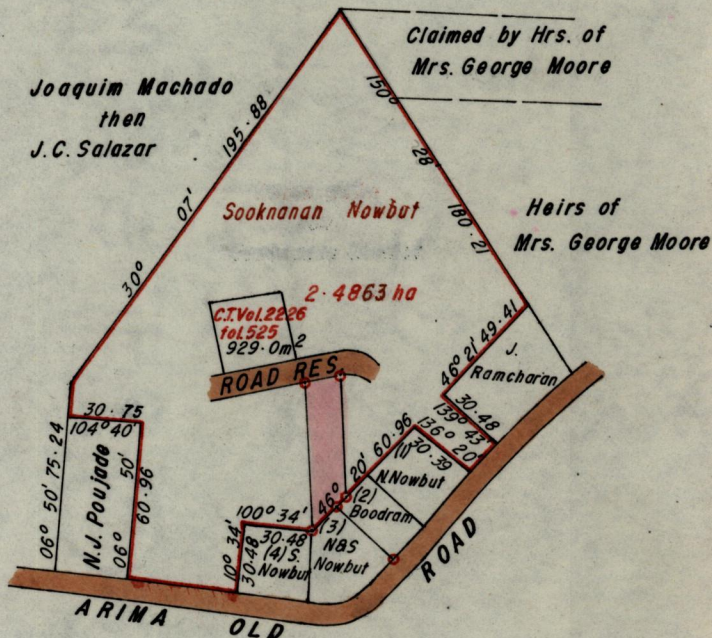 Claimed by Hrs. of
Mrs. George Moore
Joaquim Machado
then
J.C. Salazar
195·88
07'
30°
150°
28'
180·21
Sooknanan Nowbut
Heirs of
Mrs. George Moore
2·4863 ha
C.T.Vol.2226
fol.525
929·0m²
ROAD RES.
46° 21' 49·41
J.
Ramcharan
30·48
139° 43'
136° 20'
30·39
46° 20' 60·96
(1)
N.Nowbut
(2)
Boodram
(3)
N&S
Nowbut
100° 34'
30·48
(4) S.
Nowbut
10° 34'
30·48
30·75
104° 40'
N.J. Poujade
06° 50' 60·96
06° 50' 75·24
ARIMA OLD ROAD